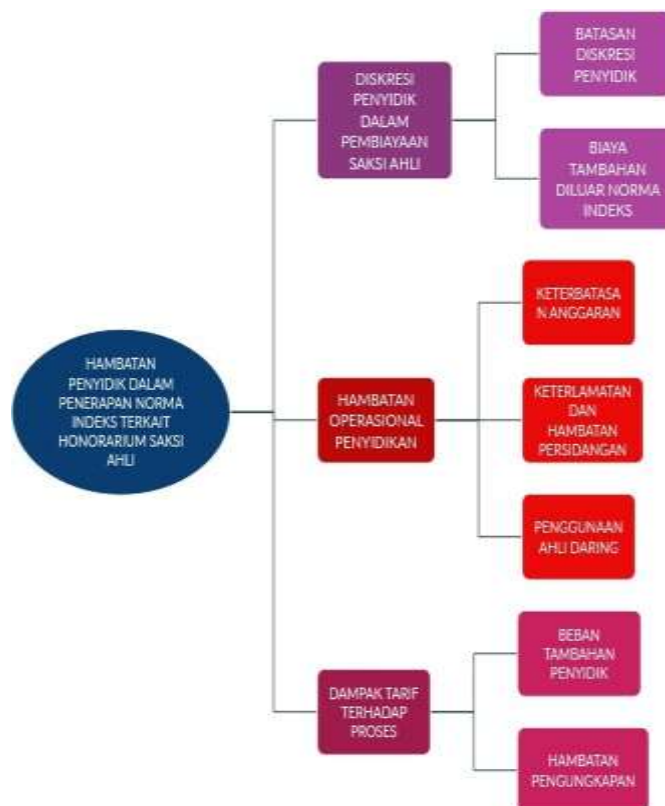 HAMBATAN
PENYIDIK DALAM
PENERAPAN NORMA
INDEKS TERKAIT
HONORARIUM SAKSI
AHLI
DISKRESI
PENYIDIK
DALAM
PEMBIAYAAN
SAKSI AHLI
BATASAN
DISKRESI
PENYIDIK
BIAYA
TAMBAHAN
DILUAR NORMA
INDEKS
HAMBATAN
OPERASIONAL
PENYIDIKAN
KETERBATASA
N ANGGARAN
KETERLAMATAN
DAN
HAMBATAN
PERSIDANGAN
PENGGUNAAN
AHLI DARING
DAMPAK TARIF
TERHADAP
PROSES
BEBAN
TAMBAHAN
PENYIDIK
HAMBATAN
PENGUNGKAPAN